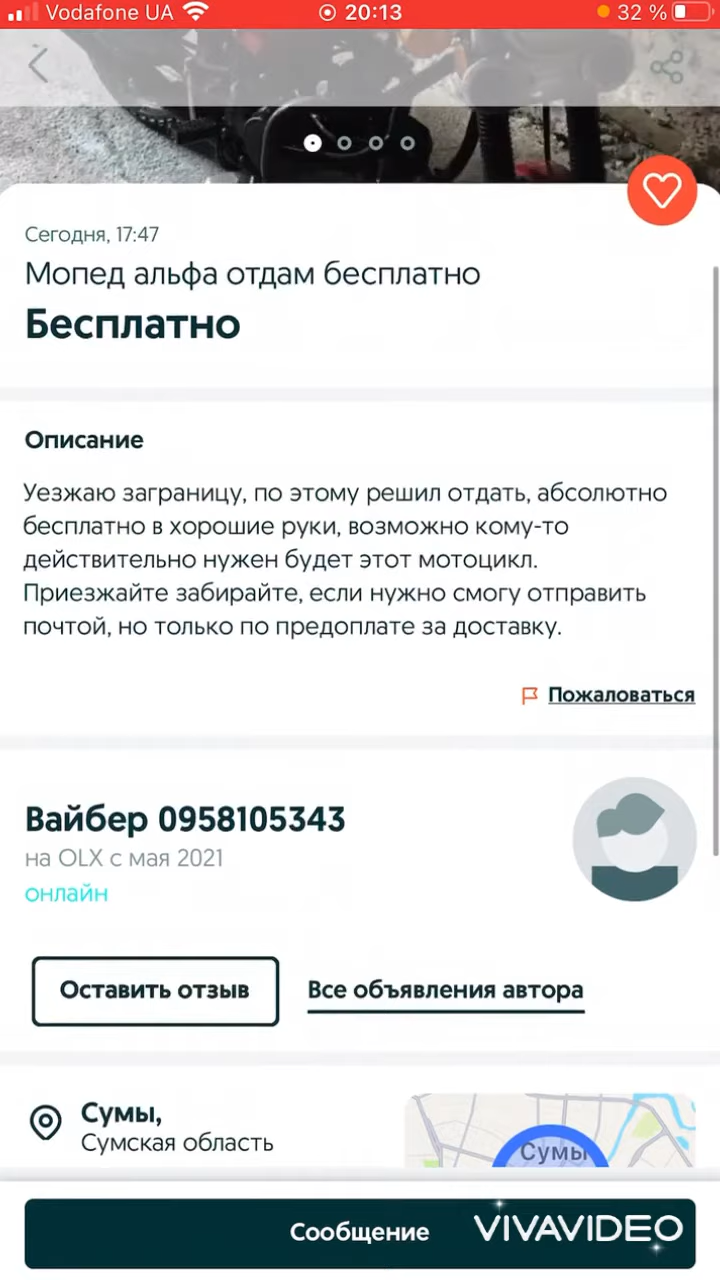 Vodafone UA
20:13
32 %
Сегодня, 17:47
Мопед альфа отдам бесплатно
Бесплатно
Описание
Уезжаю заграницу, по этому решил отдать, абсолютно
бесплатно в хорошие руки, возможно кому-то
действительно нужен будет этот мотоцикл.
Приезжайте забирайте, если нужно смогу отправить
почтой, но только по предоплате за доставку.
Пожаловаться
Вайбер 0958105343
на OLX с мая 2021
онлайн
Оставить отзыв
Все объявления автора
Сумы,
Сумская область
Сумы
Сообщение
VIVAVIDEO